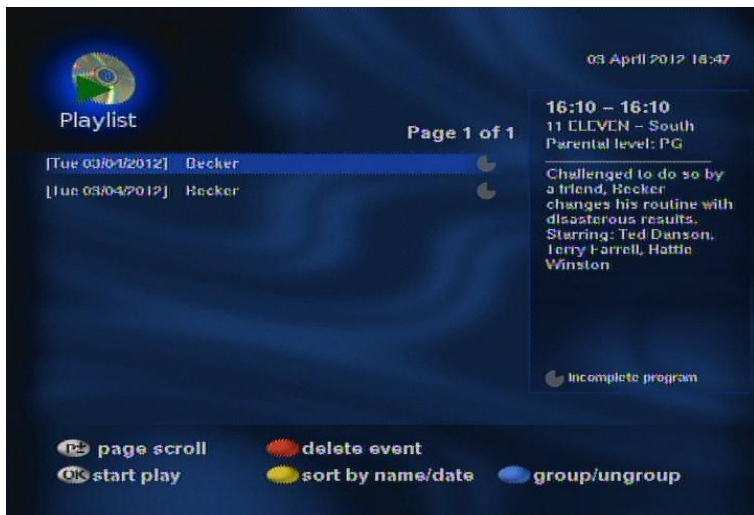 03 April 2012 16:47
Playlist
Page 1 of 1
[Tue 03/04/2012] Becker
[Tue 03/04/2012] Becker
16:10 – 16:10
11 ELEVEN – South
Parental level: PG
Challenged to do so by
a friend, Becker
changes his routine with
disasterous results.
Starring: Ted Danson,
Terry Farrell, Hattie
Winston
Incomplete program
P± page scroll
delete event
OK start play
sort by name/date
group/ungroup